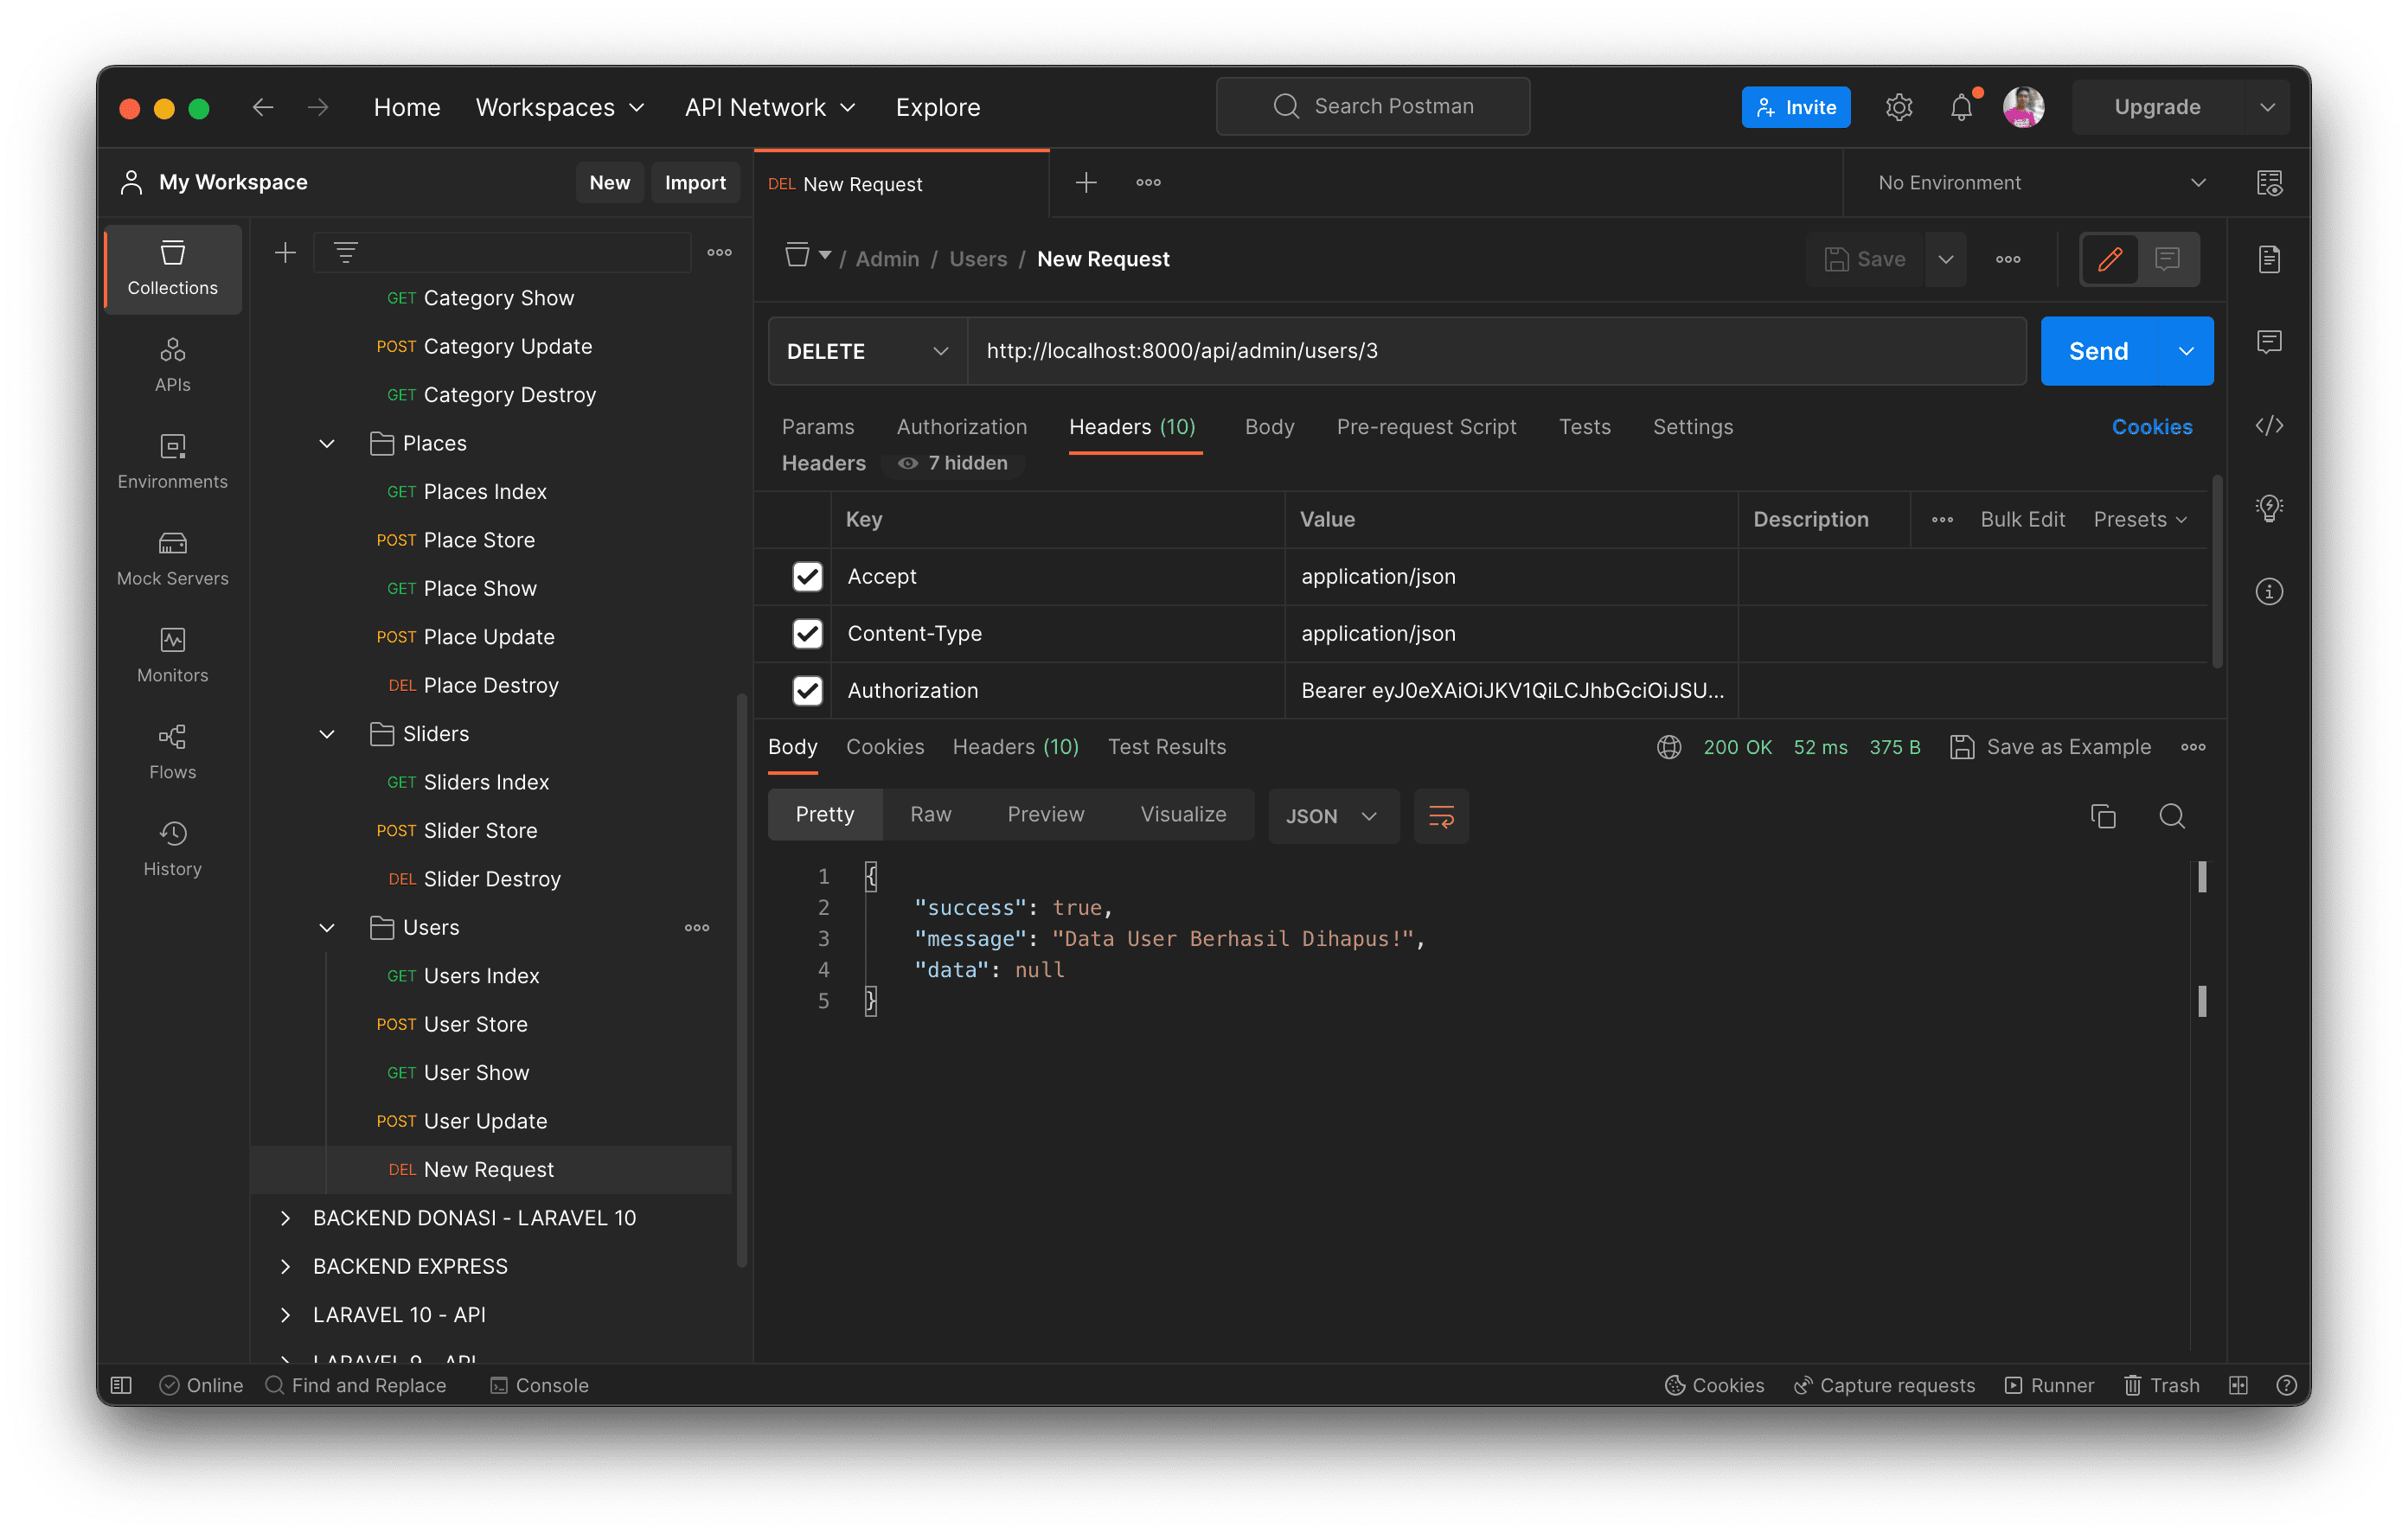 Home Workspaces API Network Explore Search Postman Invite Upgrade
My Workspace New Import
DEL New Request No Environment
Collections
APIs
Environments
Mock Servers
Monitors
Flows
History
GET Category Show
POST Category Update
GET Category Destroy
Places
GET Places Index
POST Place Store
GET Place Show
POST Place Update
DEL Place Destroy
Sliders
GET Sliders Index
POST Slider Store
DEL Slider Destroy
Users
GET Users Index
POST User Store
GET User Show
POST User Update
DEL New Request
BACKEND DONASI - LARAVEL 10
BACKEND EXPRESS
LARAVEL 10 - API
LARAVEL 9 - API
/ Admin / Users / New Request Save
DELETE http://localhost:8000/api/admin/users/3 Send
Params Authorization Headers (10) Body Pre-request Script Tests Settings Cookies
Headers 7 hidden
Key Value Description Bulk Edit Presets
Accept application/json
Content-Type application/json
Authorization Bearer eyJ0eXAiOiJKV1QiLCJhbGciOiJSU...
Body Cookies Headers (10) Test Results 200 OK 52 ms 375 B Save as Example
Pretty Raw Preview Visualize JSON
1 {
2 "success": true,
3 "message": "Data User Berhasil Dihapus!",
4 "data": null
5 }
Online Find and Replace Console Cookies Capture requests Runner Trash